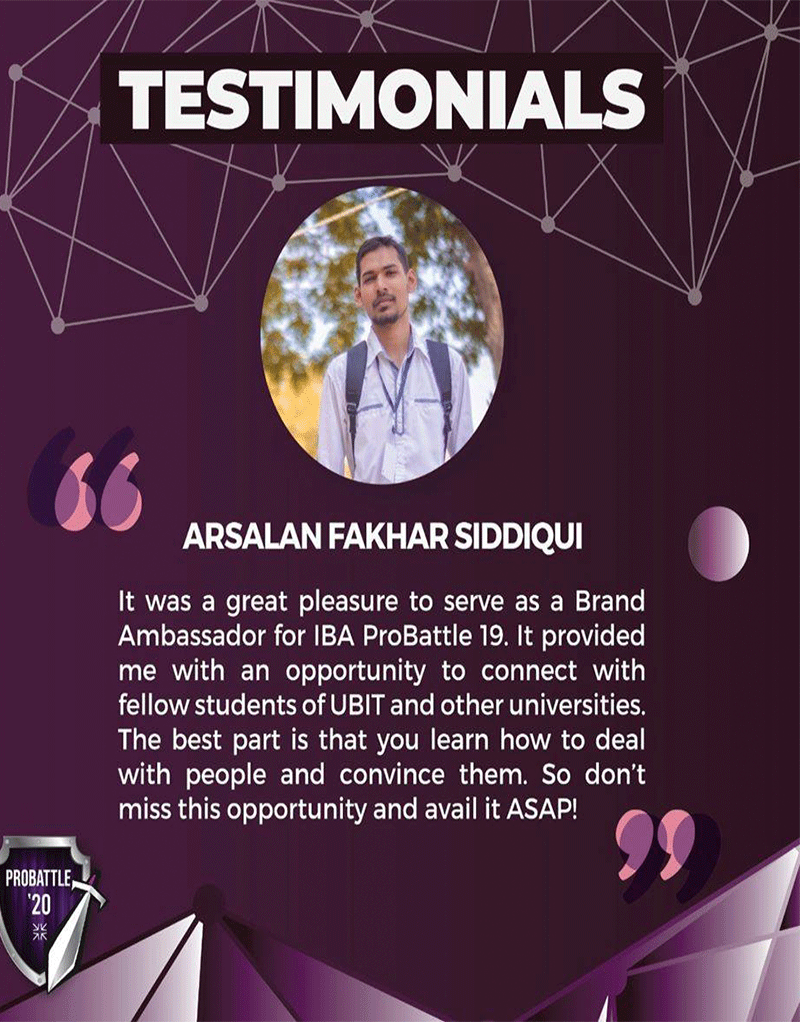 TESTIMONIALS
ARSALAN FAKHAR SIDDIQUI
It was a great pleasure to serve as a Brand
Ambassador for IBA ProBattle 19. It provided
me with an opportunity to connect with
fellow students of UBIT and other universities.
The best part is that you learn how to deal
with people and convince them. So don't
miss this opportunity and avail it ASAP!
PROBATTLE
'20